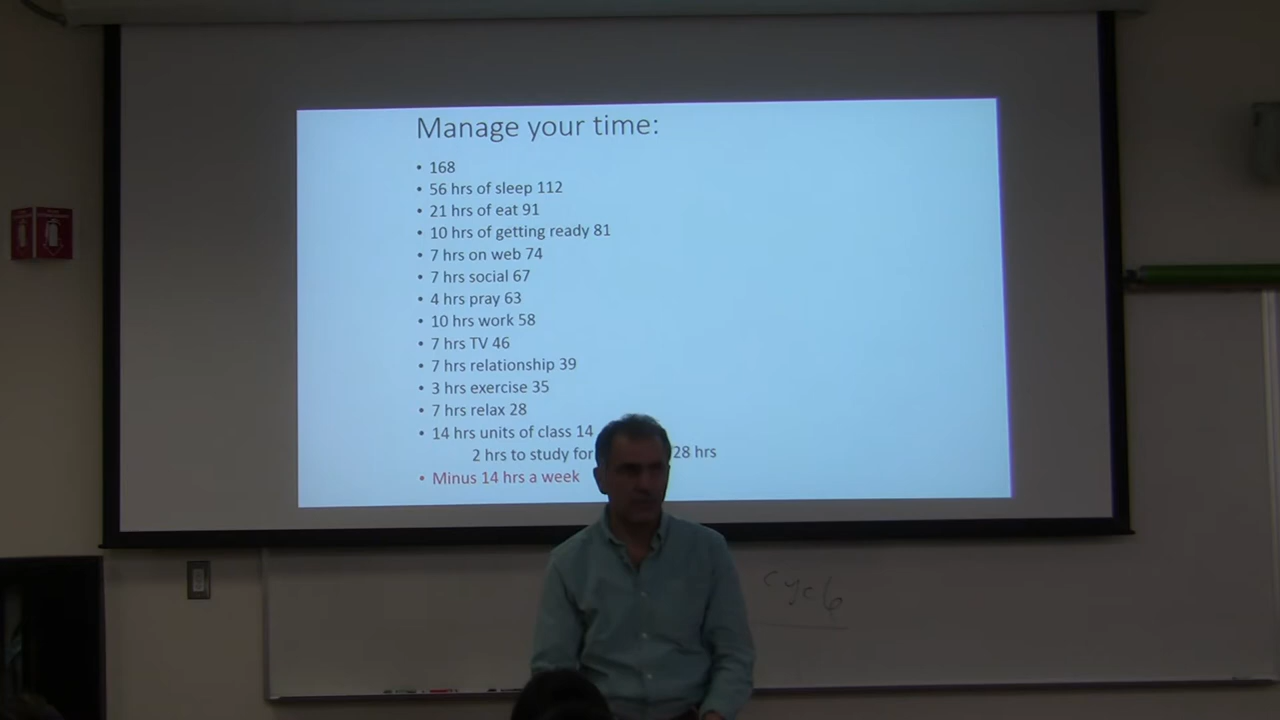 Manage your time:
• 168
• 56 hrs of sleep 112
• 21 hrs of eat 91
• 10 hrs of getting ready 81
• 7 hrs on web 74
• 7 hrs social 67
• 4 hrs pray 63
• 10 hrs work 58
• 7 hrs TV 46
• 7 hrs relationship 39
• 3 hrs exercise 35
• 7 hrs relax 28
• 14 hrs units of class 14
2 hrs to study for 28 hrs
• Minus 14 hrs a week